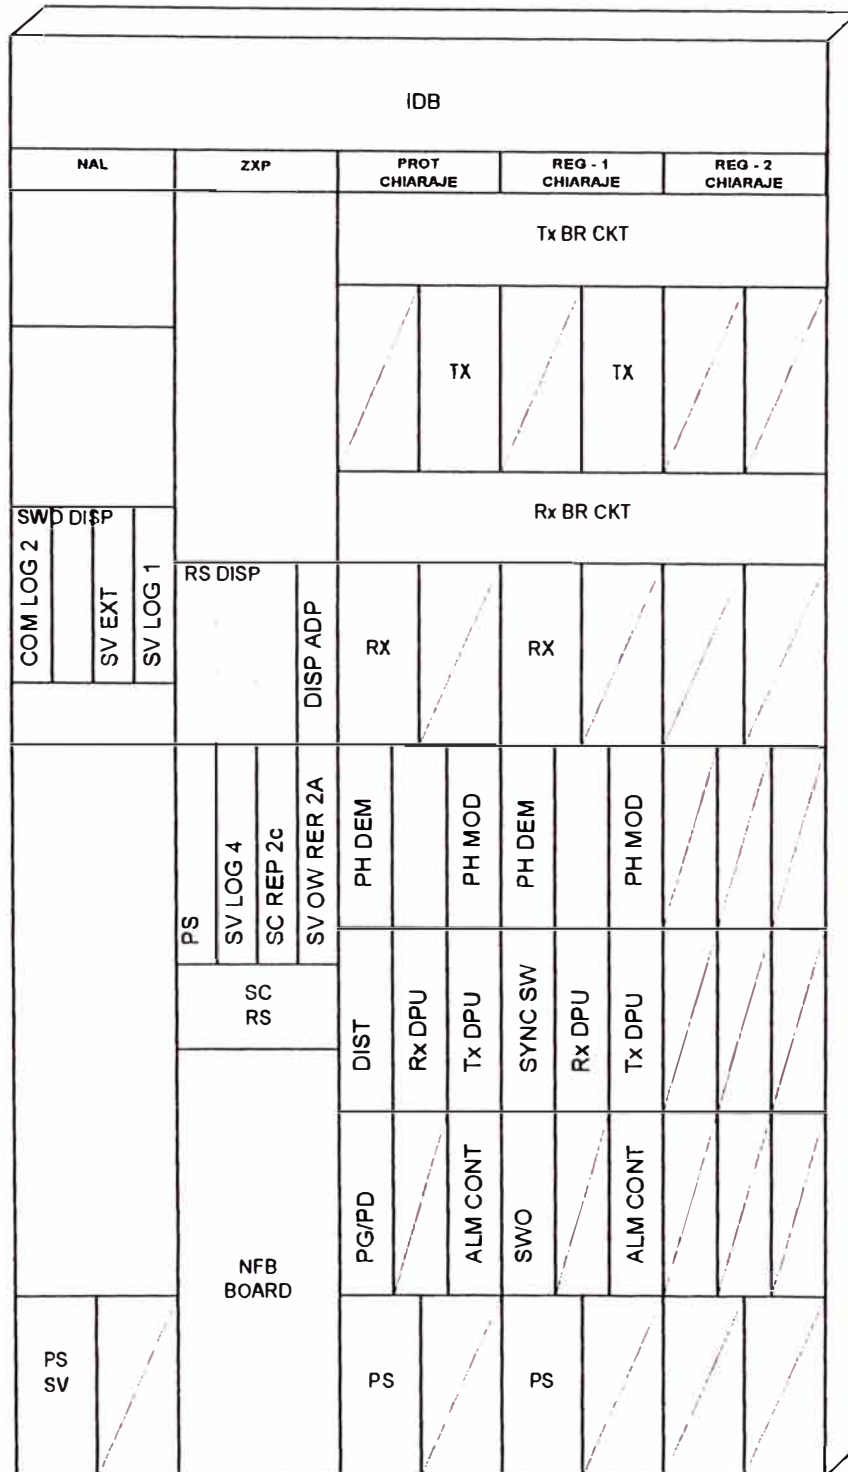 IDB
NAL
ZXP
PROT
CHIARAJE
REG - 1
CHIARAJE
REG - 2
CHIARAJE
Tx BR CKT
TX
TX
Rx BR CKT
SWO DISP
COM LOG 2
SV EXT
SV LOG 1
RS DISP
DISP ADP
RX
RX
PS
SV LOG 4
SC REP 2c
SV OW RER 2A
PH DEM
PH MOD
PH DEM
PH MOD
SC
RS
DIST
Rx DPU
Tx DPU
SYNC SW
Rx DPU
Tx DPU
NFB
BOARD
PG/PD
ALM CONT
SWO
ALM CONT
PS
SV
PS
PS